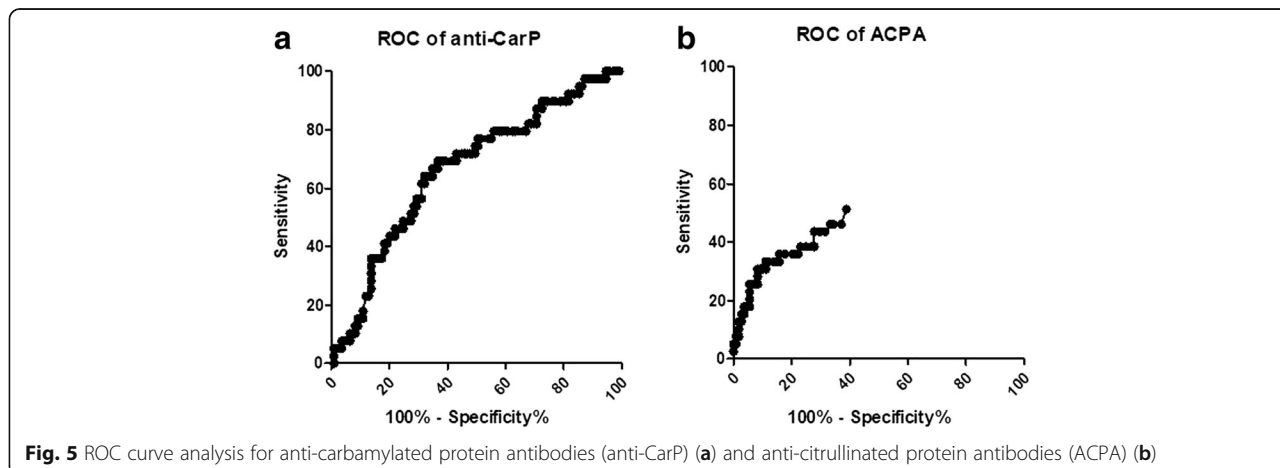 a
ROC of anti-CarP
100
80
60
40
20
0
Sensitivity
0 20 40 60 80 100
100% - Specificity%
b
ROC of ACPA
100
80
60
40
20
0
Sensitivity
0 20 40 60 80 100
100% - Specificity%
Fig. 5 ROC curve analysis for anti-carbamylated protein antibodies (anti-CarP) (a) and anti-citrullinated protein antibodies (ACPA) (b)